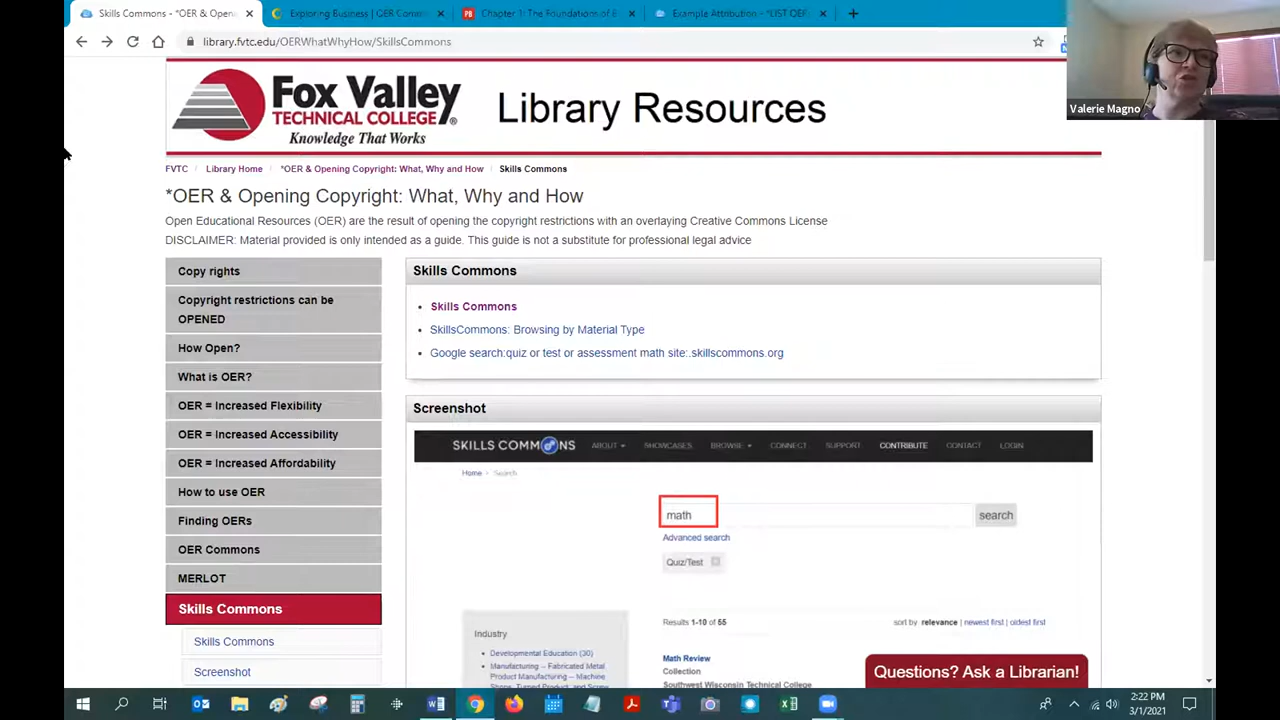 Skills Commons - *OER & Openi
Exploring Business | OER Comm
Chapter 1: The Foundations of B
Example Attribution - *LIST OEF
library.fvtc.edu/OERWhatWhyHow/SkillsCommons
Valerie Magno
Fox Valley
TECHNICAL COLLEGE
Knowledge That Works
Library Resources
FVTC / Library Home / *OER & Opening Copyright: What, Why and How / Skills Commons
*OER & Opening Copyright: What, Why and How
Open Educational Resources (OER) are the result of opening the copyright restrictions with an overlaying Creative Commons License
DISCLAIMER: Material provided is only intended as a guide. This guide is not a substitute for professional legal advice
Copy rights
Copyright restrictions can be
OPENED
How Open?
What is OER?
OER = Increased Flexibility
OER = Increased Accessibility
OER = Increased Affordability
How to use OER
Finding OERs
OER Commons
MERLOT
Skills Commons
Skills Commons
Screenshot
Skills Commons
Skills Commons
SkillsCommons: Browsing by Material Type
Google search:quiz or test or assessment math site:.skillscommons.org
Screenshot
SKILLS COMMONS
ABOUT SHOWCASES BROWSE CONNECT SUPPORT CONTRIBUTE CONTACT LOGIN
Home Search
math
search
Advanced search
Quiz/Test
Results 1-10 of 55
sort by relevance | newest first | oldest first
Industry
Developmental Education (30)
Manufacturing -- Fabricated Metal
Product Manufacturing -- Machine
Shops, Turned Product, and Screw
Math Review
Collection
Southwest Wisconsin Technical College
Questions? Ask a Librarian!
2:22 PM
3/1/2021